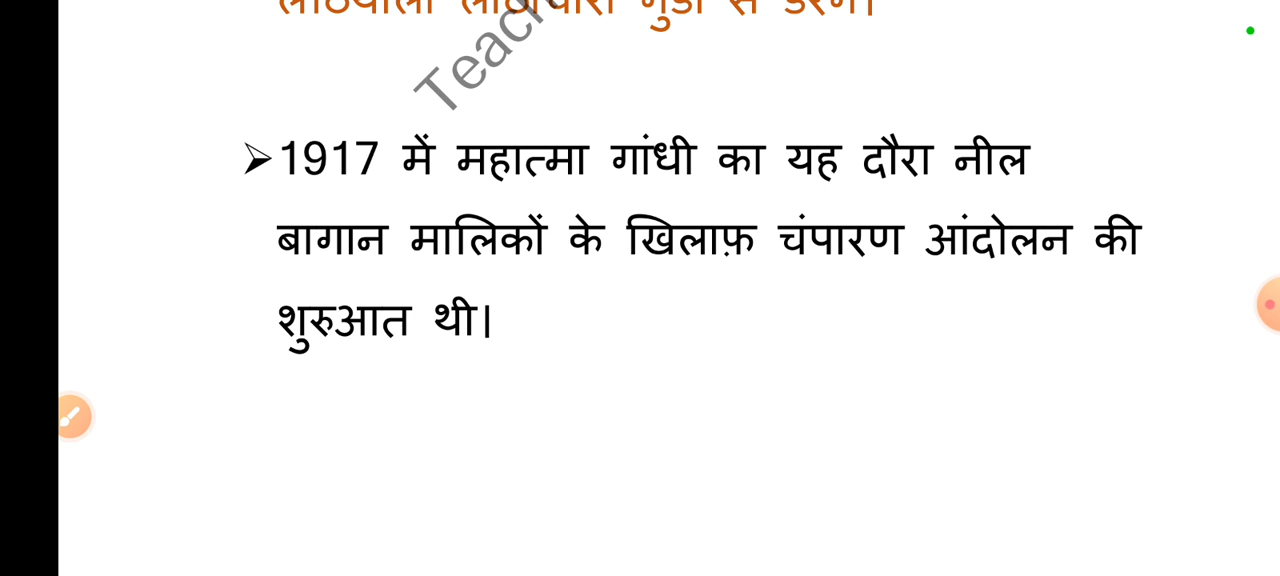 से
1917 में महात्मा गांधी का यह दौरा नील
बागान मालिकों के खिलाफ़ चंपारण आंदोलन की
शुरुआत थी।